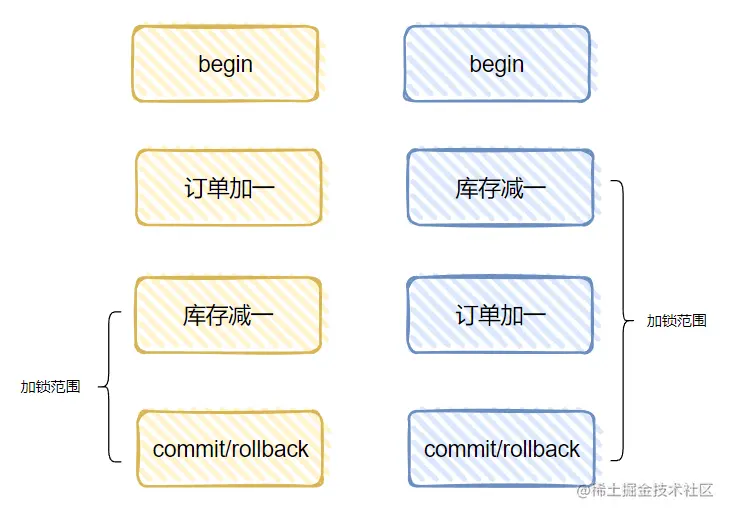 begin
begin
订单加一
库存减一
库存减一
订单加一
加锁范围
加锁范围
commit/rollback
commit/rollback
@稀土掘金技术社区